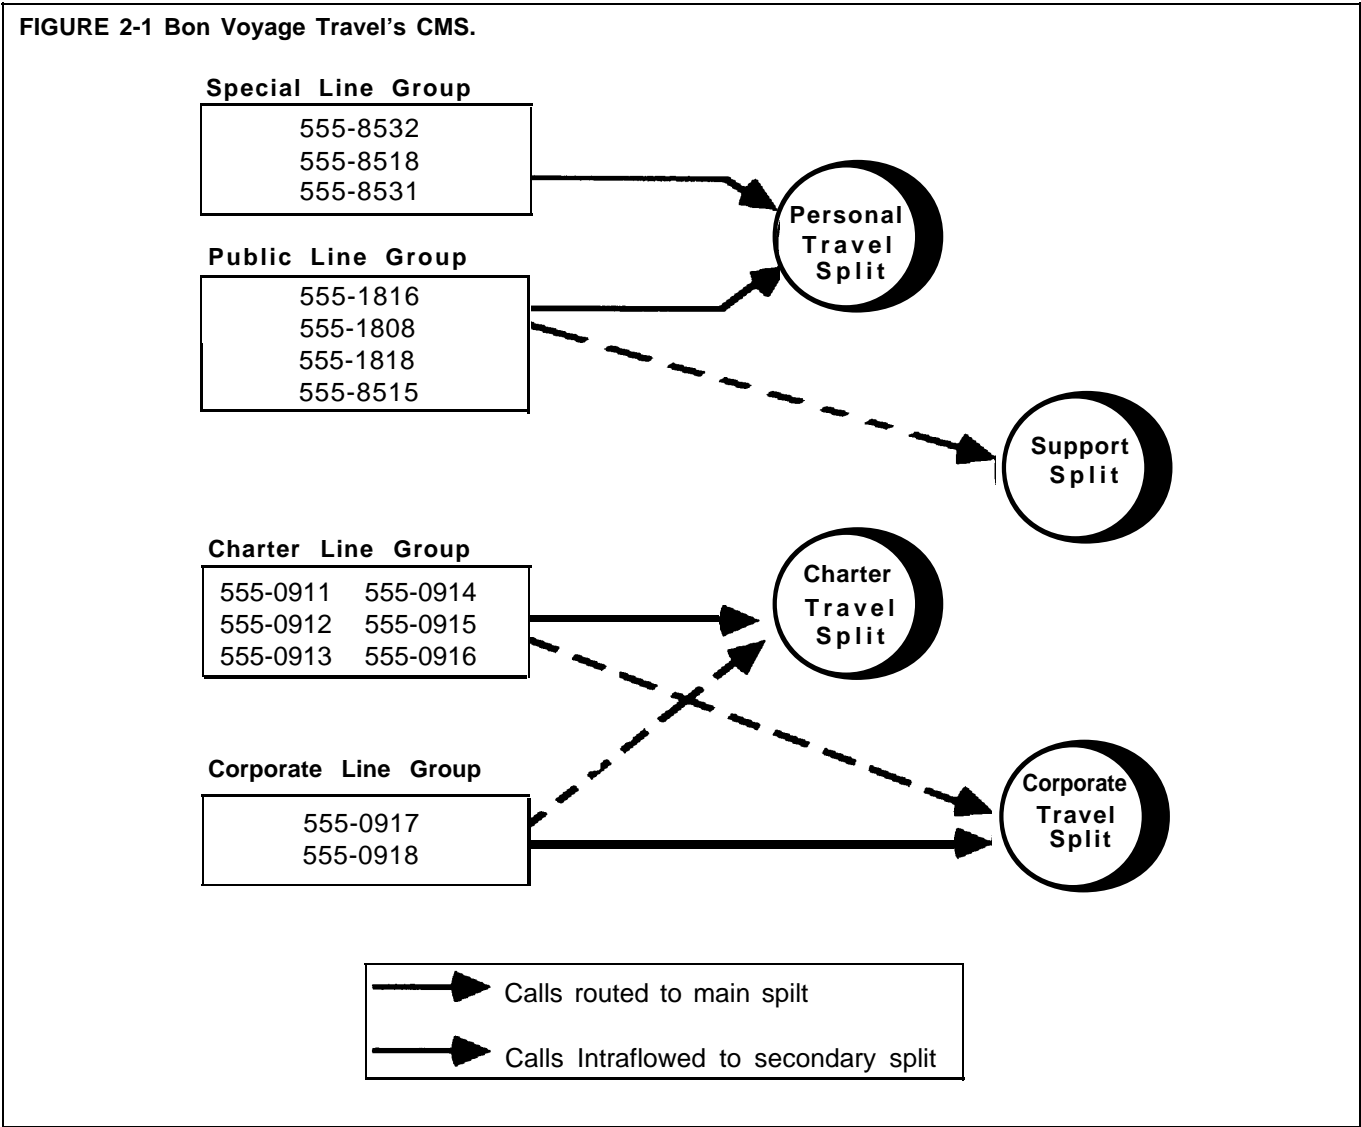 FIGURE 2-1 Bon Voyage Travel's CMS.
Special Line Group
555-8532
555-8518
555-8531
Personal
Travel
Split
Public Line Group
555-1816
555-1808
555-1818
555-8515
Support
Split
Charter Line Group
555-0911 555-0914
555-0912 555-0915
555-0913 555-0916
Charter
Travel
Split
Corporate Line Group
555-0917
555-0918
Corporate
Travel
Split
Calls routed to main spilt
Calls Intraflowed to secondary split